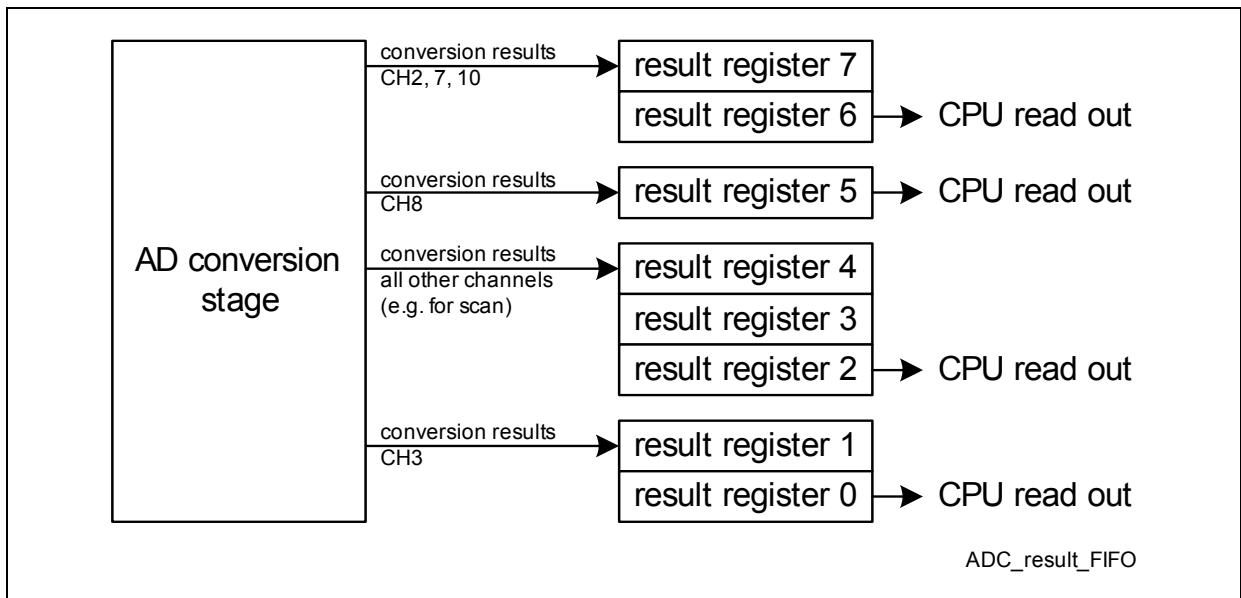 AD conversion
stage
conversion results
CH2, 7, 10
result register 7
result register 6
CPU read out
conversion results
CH8
result register 5
CPU read out
conversion results
all other channels
(e.g. for scan)
result register 4
result register 3
result register 2
CPU read out
conversion results
CH3
result register 1
result register 0
CPU read out
ADC_result_FIFO